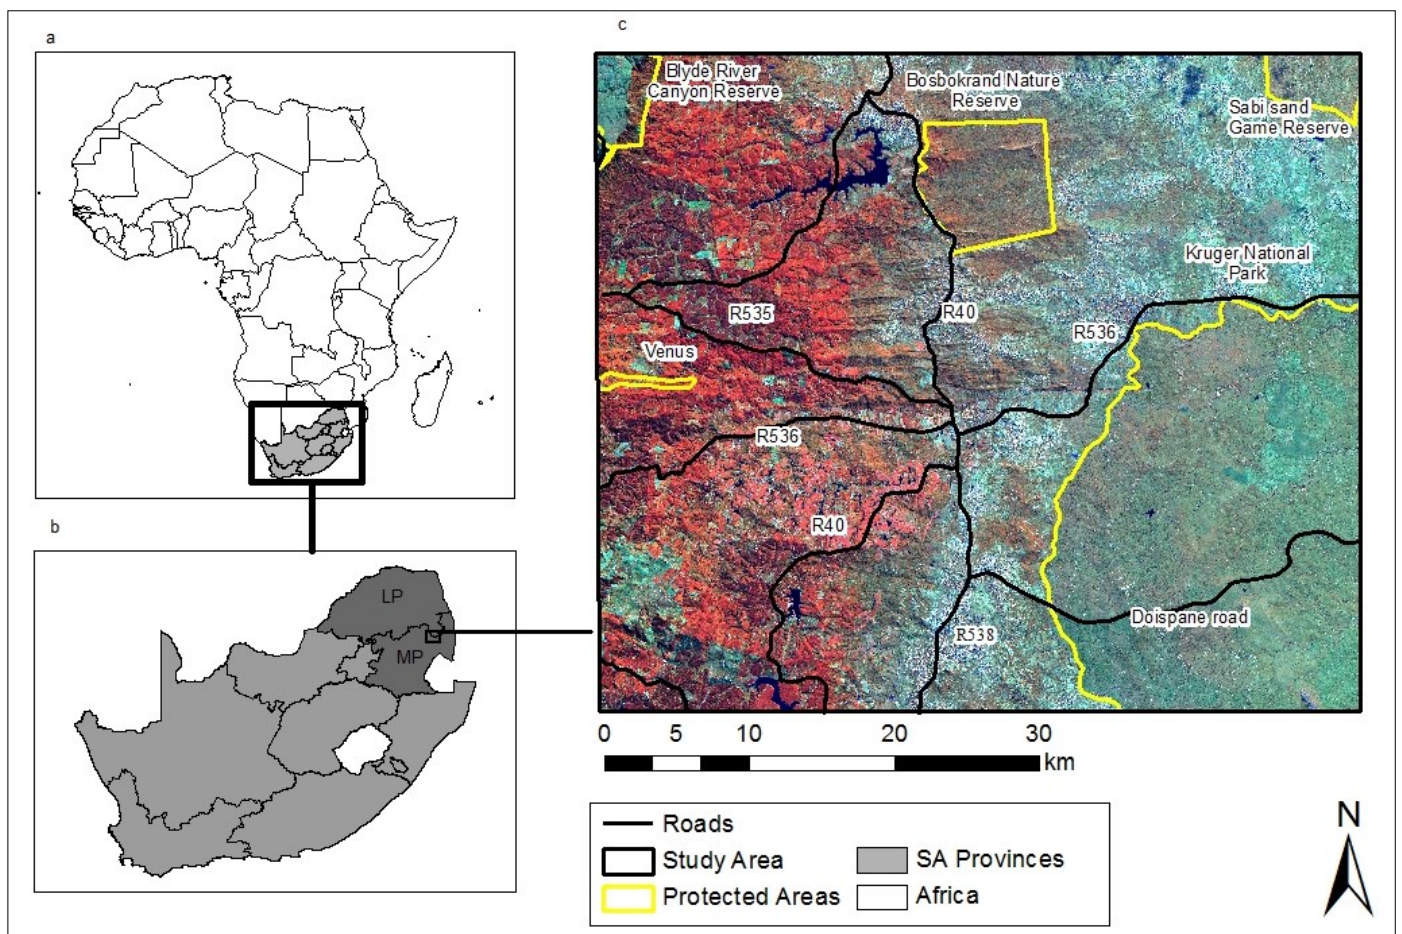 a
b
LP
MP
c
Blyde River
Canyon Reserve
Bosbokrand Nature
Reserve
Sabi sand
Game Reserve
Kruger National
Park
R535
R40
R536
Venus
R536
R40
Doispane road
R538
0 5 10 20 30
km
Roads
Study Area
Protected Areas
SA Provinces
Africa
N